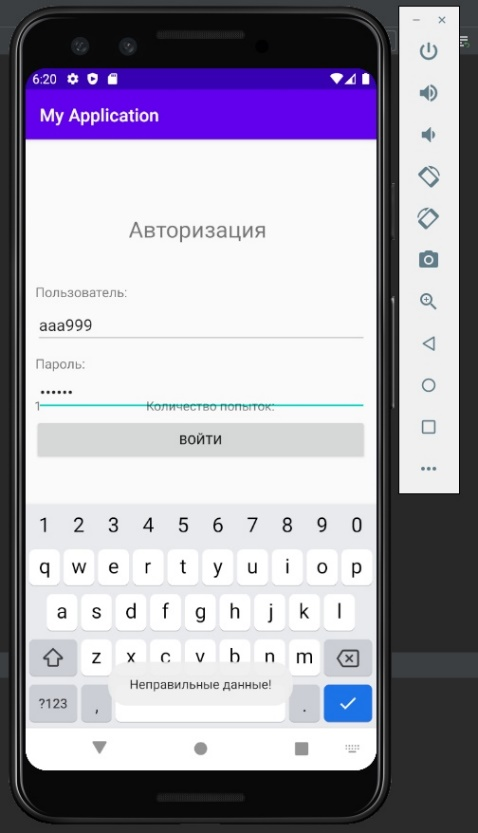 6:20
My Application
Авторизация
Пользователь:
aaa999
Пароль:
••••••
1 Количество попыток:
ВОЙТИ
1 2 3 4 5 6 7 8 9 0
q w e r t y u i o p
a s d f g h j k l
z x c v b n m
Неправильные данные!
?123 , .